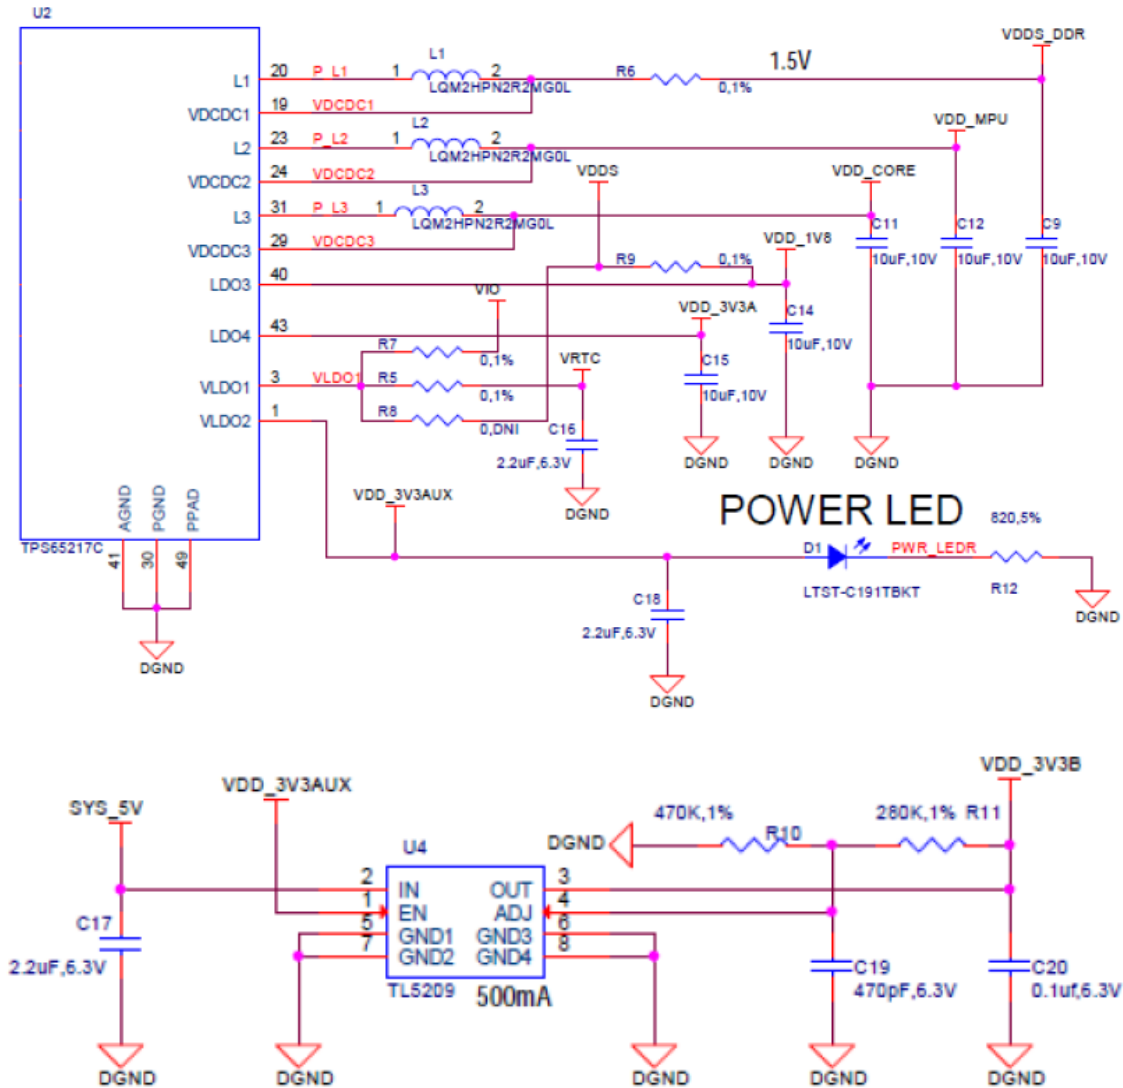 U2
VDDS_DDR
L1
20 P_L1 1 2 R6 1.5V
L1
LQM2HPN2R2MG0L 0,1%
19 VDCDC1
VDCDC1
L2 VDD_MPU
23 P_L2 1 2
L2
LQM2HPN2R2MG0L
24 VDCDC2 VDDS VDD_CORE
VDCDC2
L3
31 P_L3 1 2
L3
LQM2HPN2R2MG0L C11 C12 C9
29 VDCDC3 VDD_1V8
VDCDC3
R9 0,1% 10uF,10V 10uF,10V 10uF,10V
40
LDO3
VIO VDD_3V3A
C14
43
LDO4 10uF,10V
R7 0,1% VRTC C15
3 VLDO1 R5
VLDO1 0,1% 10uF,10V
1 R8
VLDO2 0,DNI C16
2.2uF,6.3V DGND DGND DGND
AGND PGND PPAD
VDD_3V3AUX DGND
POWER LED 820,5%
TPS65217C
41 30 49
D1 PWR_LEDR
LTST-C191TBKT R12
C18 DGND
2.2uF,6.3V
DGND
DGND
VDD_3V3AUX VDD_3V3B
SYS_5V 470K,1% R10 280K,1% R11
DGND
U4
2 IN OUT 3
1 EN ADJ 4
5 GND1 GND3 6
7 GND2 GND4 8
C17
2.2uF,6.3V
TL5209 500mA
C19 C20
470pF,6.3V 0.1uf,6.3V
DGND DGND DGND DGND DGND